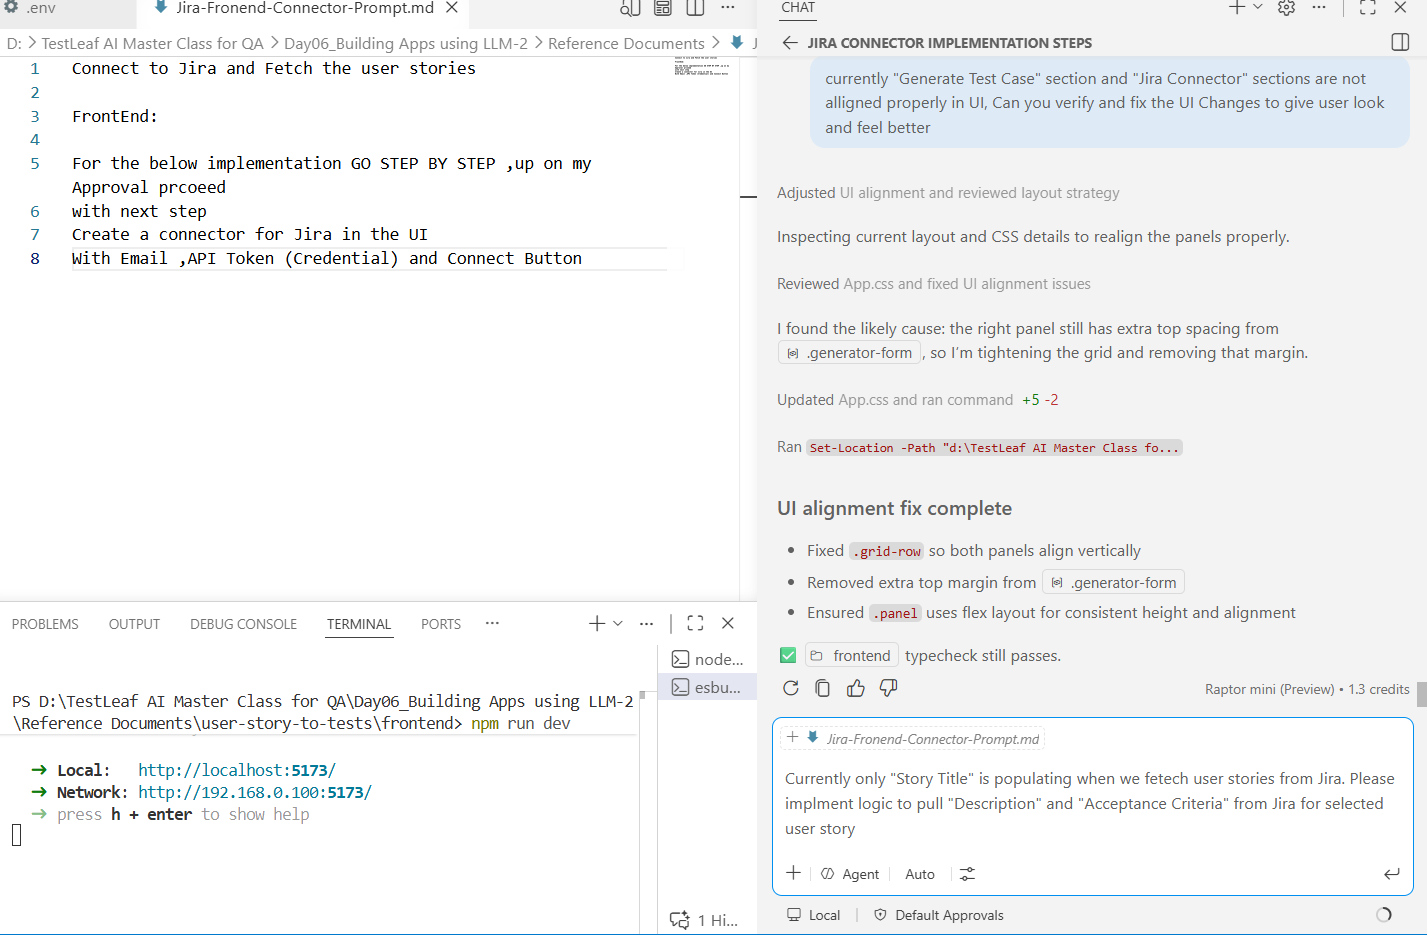 .env
Jira-Fronend-Connector-Prompt.md
D: > TestLeaf AI Master Class for QA > Day06_Building Apps using LLM-2 > Reference Documents > J
1 Connect to Jira and Fetch the user stories
2
3 FrontEnd:
4
5 For the below implementation GO STEP BY STEP ,up on my
Approval prcoeed
6 with next step
7 Create a connector for Jira in the UI
8 With Email ,API Token (Credential) and Connect Button
PROBLEMS OUTPUT DEBUG CONSOLE TERMINAL PORTS ...
node...
esbu...
PS D:\TestLeaf AI Master Class for QA\Day06_Building Apps using LLM-2
\Reference Documents\user-story-to-tests\frontend> npm run dev
➜ Local: http://localhost:5173/
➜ Network: http://192.168.0.100:5173/
➜ press h + enter to show help
1 Hi...
CHAT
JIRA CONNECTOR IMPLEMENTATION STEPS
currently "Generate Test Case" section and "Jira Connector" sections are not
alligned properly in UI, Can you verify and fix the UI Changes to give user look
and feel better
Adjusted UI alignment and reviewed layout strategy
Inspecting current layout and CSS details to realign the panels properly.
Reviewed App.css and fixed UI alignment issues
I found the likely cause: the right panel still has extra top spacing from
.generator-form , so I'm tightening the grid and removing that margin.
Updated App.css and ran command +5 -2
Ran Set-Location -Path "d:\TestLeaf AI Master Class fo...
UI alignment fix complete
• Fixed .grid-row so both panels align vertically
• Removed extra top margin from .generator-form
• Ensured .panel uses flex layout for consistent height and alignment
✅ frontend typecheck still passes.
Raptor mini (Preview) • 1.3 credits
Jira-Fronend-Connector-Prompt.md
Currently only "Story Title" is populating when we fetech user stories from Jira. Please
implment logic to pull "Description" and "Acceptance Criteria" from Jira for selected
user story
Agent Auto
Local Default Approvals